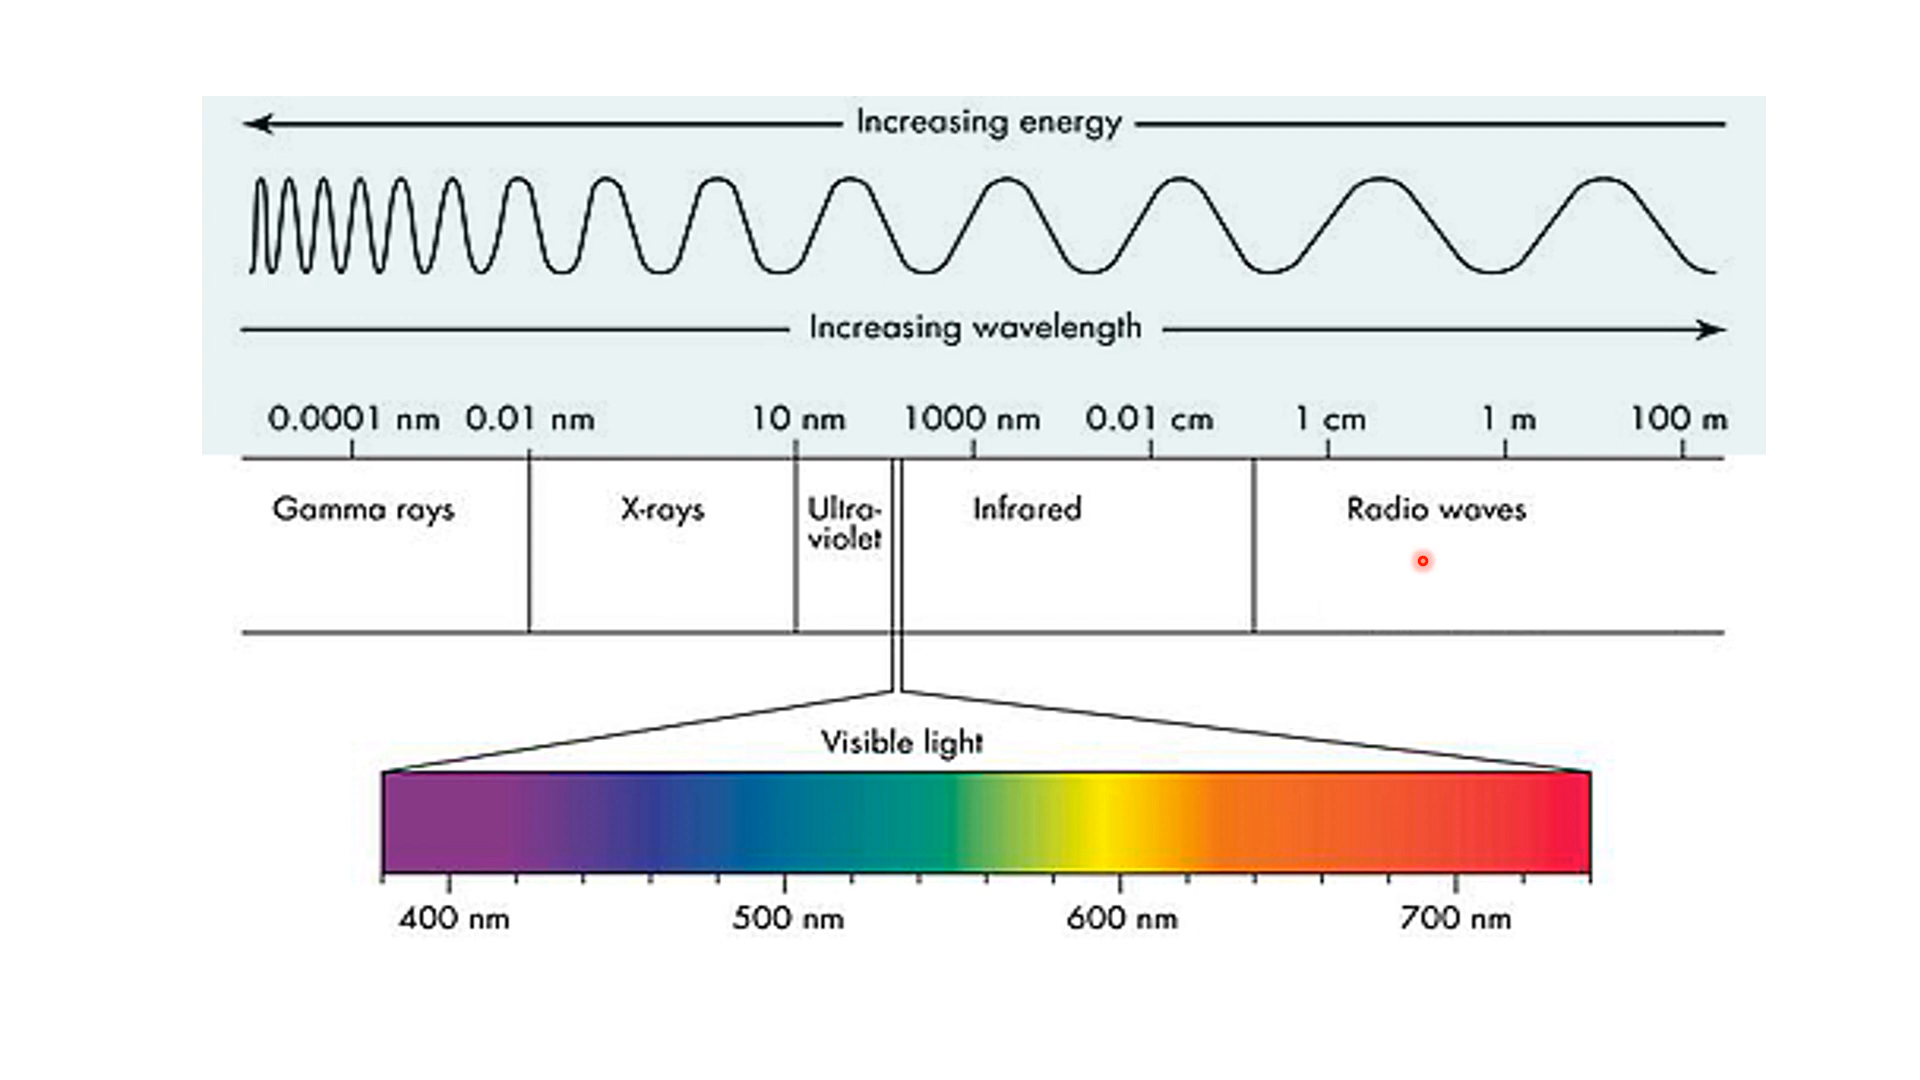 Increasing energy
Increasing wavelength
0.0001 nm 0.01 nm 10 nm 1000 nm 0.01 cm 1 cm 1 m 100 m
Gamma rays X-rays Ultra- Infrared Radio waves
violet
Visible light
400 nm 500 nm 600 nm 700 nm